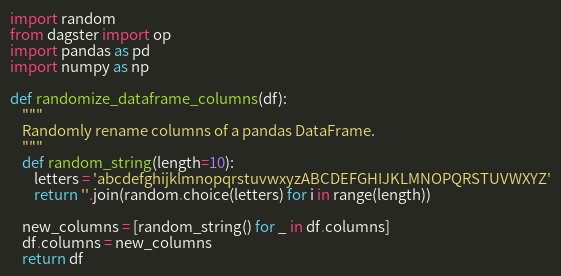 import random
from dagster import op
import pandas as pd
import numpy as np

def randomize_dataframe_columns(df):
    """
    Randomly rename columns of a pandas DataFrame.
    """
    def random_string(length=10):
        letters = 'abcdefghijklmnopqrstuvwxyzABCDEFGHIJKLMNOPQRSTUVWXYZ'
        return ''.join(random.choice(letters) for i in range(length))

    new_columns = [random_string() for _ in df.columns]
    df.columns = new_columns
    return df